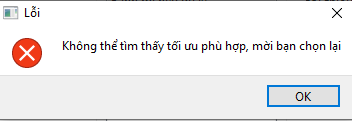 Lỗi
Không thể tìm thấy tối ưu phù hợp, mời bạn chọn lại
OK